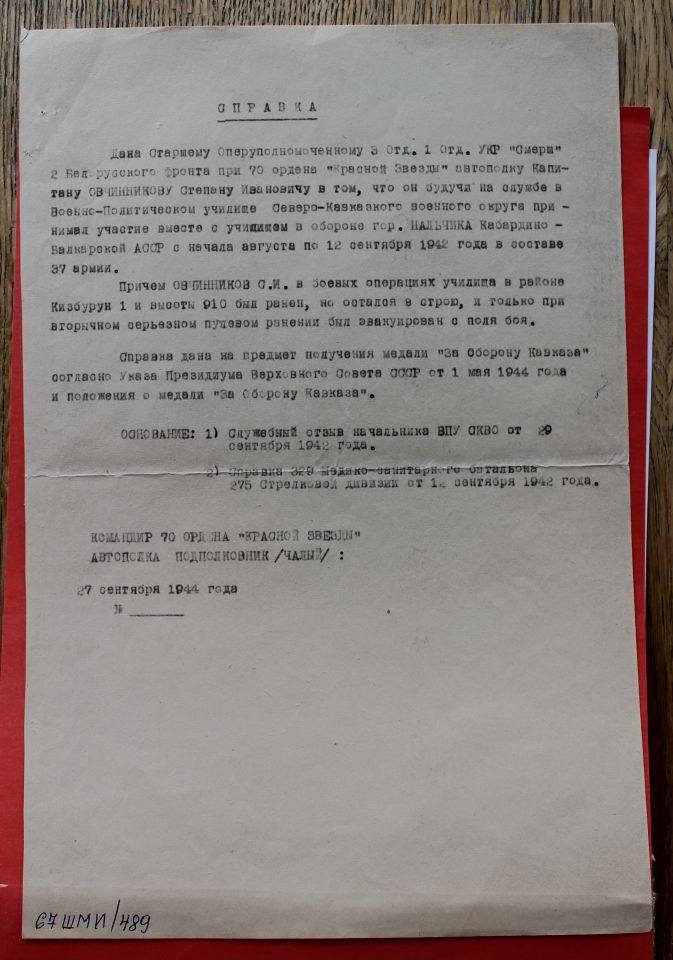 СПРАВКА
Дана Старшему Оперуполномоченному 3 Отд. 1 Отд. УКР "Смерш"
2 Белорусского фронта при 70 ордена "Красной Звезды" автополку Капи-
тану ОВЧИННИКОВУ Степану Ивановичу в том, что он будучи на службе в
Военно-Политическом училище Северо-Кавказкого военного округа при -
нимал участие вместе с училищем в обороне гор. НАЛЬЧИКА Кабардино -
Балкарской АССР с начала августа по 12 сентября 1942 года в составе
37 армии.
Причем ОВЧИННИКОВ С.И. в боевых операциях училища в районе
Кизбурун 1 и высоты 910 был ранен, но остался в строю, и только при
вторичном серьезном пулевом ранении был эвакуирован с поля боя.
Справка дана на предмет получения медали "За Оборону Кавказа"
согласно Указа Президиума Верховного Совета СССР от 1 мая 1944 года
и положения о медали "За Оборону Кавказа".
ОСНОВАНИЕ: 1) Служебный отзыв начальника ВПУ СКВО от 29
сентября 1942 года.
2) Справка 329 Медико-санитарного батальона
275 Стрелковой дивизии от 12 сентября 1942 года.
КОМАНДИР 70 ОРДЕНА "КРАСНОЙ ЗВЕЗДЫ"
АВТОПОЛКА ПОДПОЛКОВНИК /ЧАЛЫЙ/ :
27 сентября 1944 года
№ ______
67 ШМИ/489